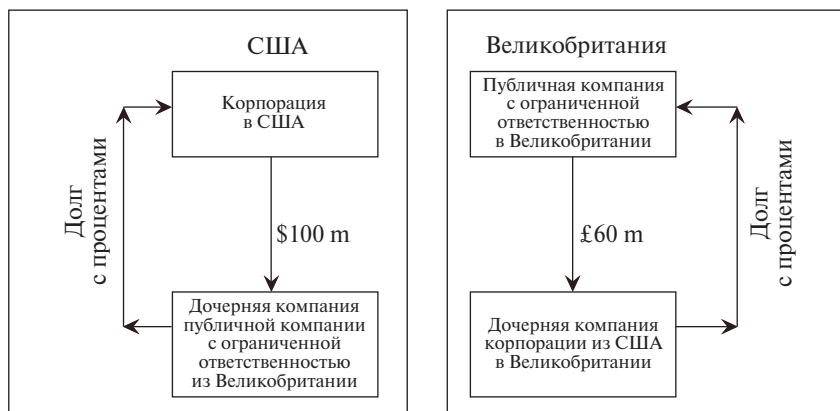 США
Корпорация
в США
Долг
с процентами
$100 m
Дочерняя компания
публичной компании
с ограниченной
ответственностью
из Великобритании
Великобритания
Публичная компания
с ограниченной
ответственностью
в Великобритании
£60 m
Долг
с процентами
Дочерняя компания
корпорации из США
в Великобритании